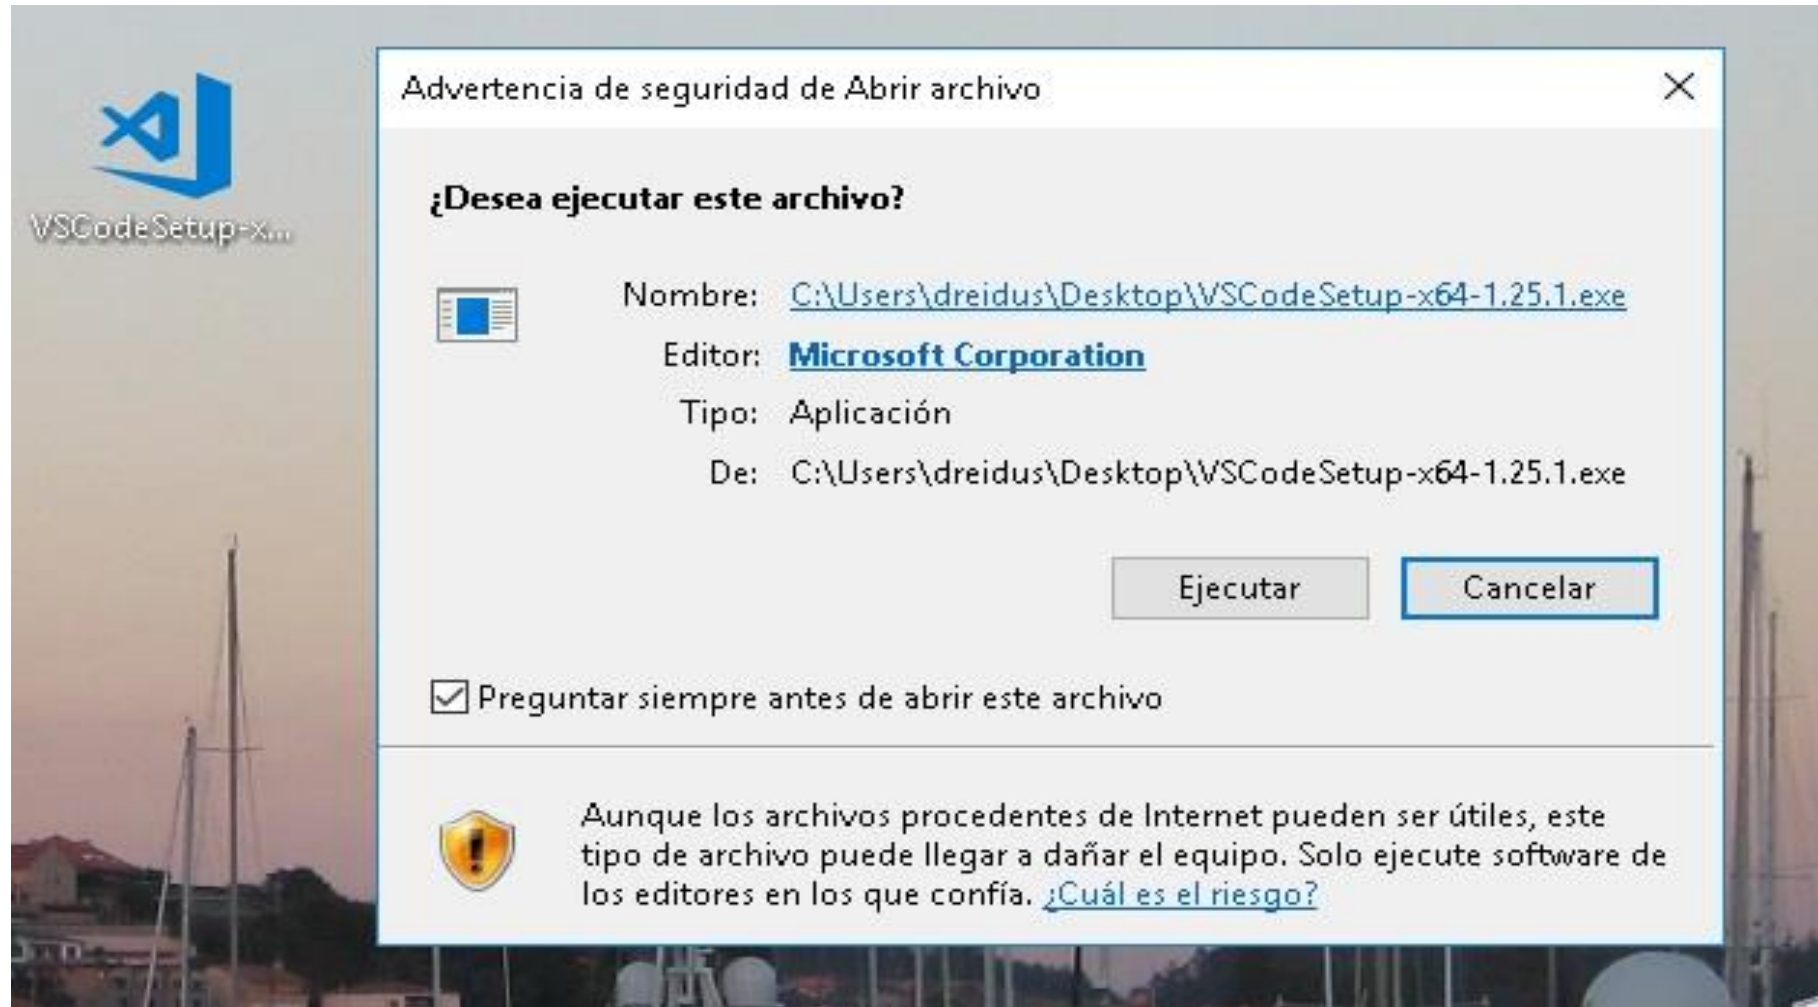 VSCodeSetup-x...
Advertencia de seguridad de Abrir archivo
¿Desea ejecutar este archivo?
Nombre: C:\Users\dreidus\Desktop\VSCodeSetup-x64-1.25.1.exe
Editor: Microsoft Corporation
Tipo: Aplicación
De: C:\Users\dreidus\Desktop\VSCodeSetup-x64-1.25.1.exe
Ejecutar Cancelar
Preguntar siempre antes de abrir este archivo
Aunque los archivos procedentes de Internet pueden ser útiles, este
tipo de archivo puede llegar a dañar el equipo. Solo ejecute software de
los editores en los que confía. ¿Cuál es el riesgo?